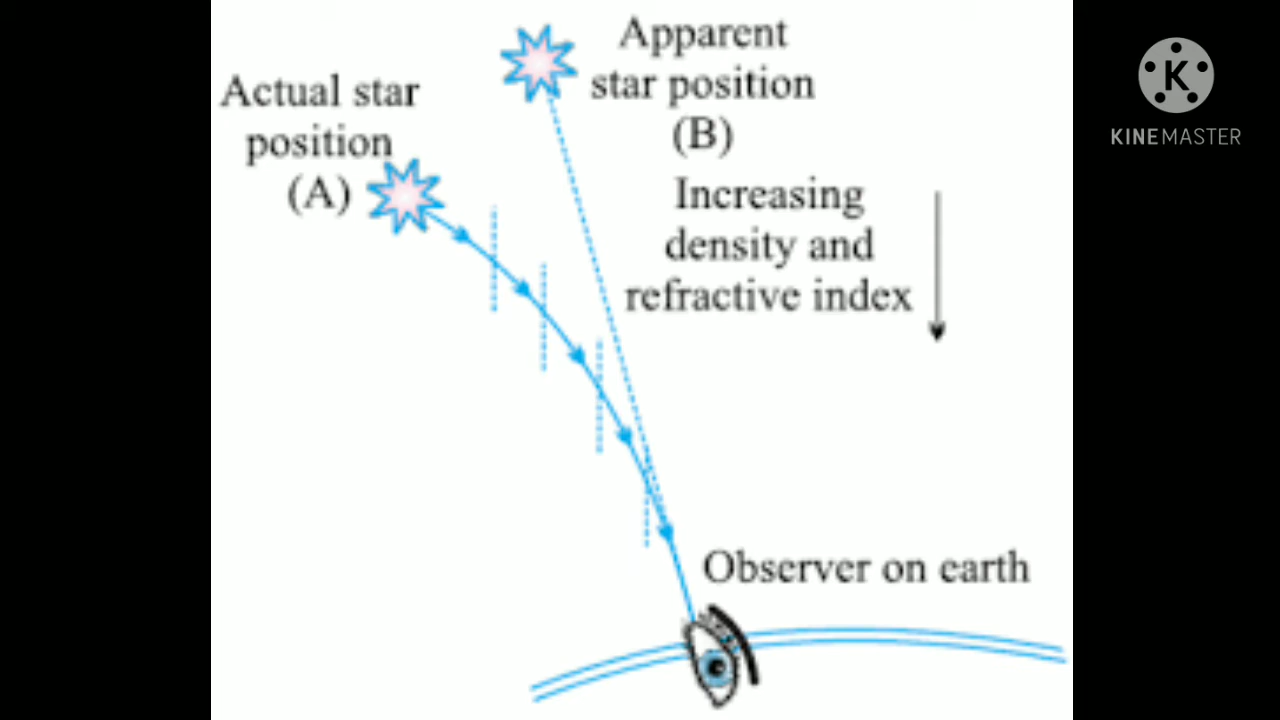 Apparent
star position
(B)
Actual star
position
(A)
Increasing
density and
refractive index
Observer on earth
K
KINEMASTER